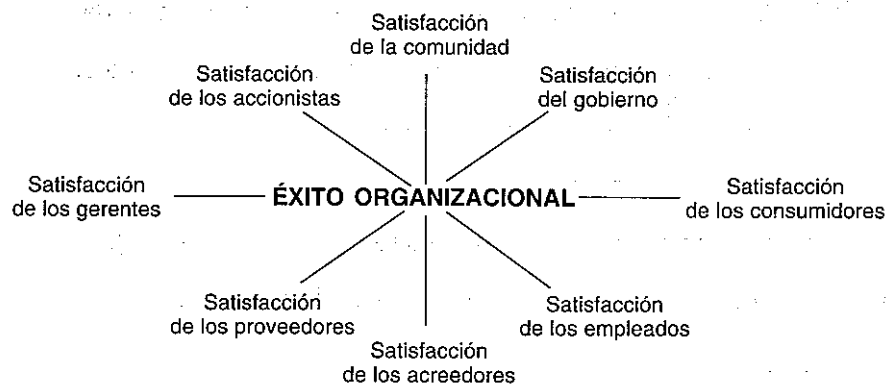 Satisfacción
de la comunidad
Satisfacción
de los accionistas
Satisfacción
del gobierno
Satisfacción
de los gerentes
ÉXITO ORGANIZACIONAL
Satisfacción
de los consumidores
Satisfacción
de los proveedores
Satisfacción
de los empleados
Satisfacción
de los acreedores